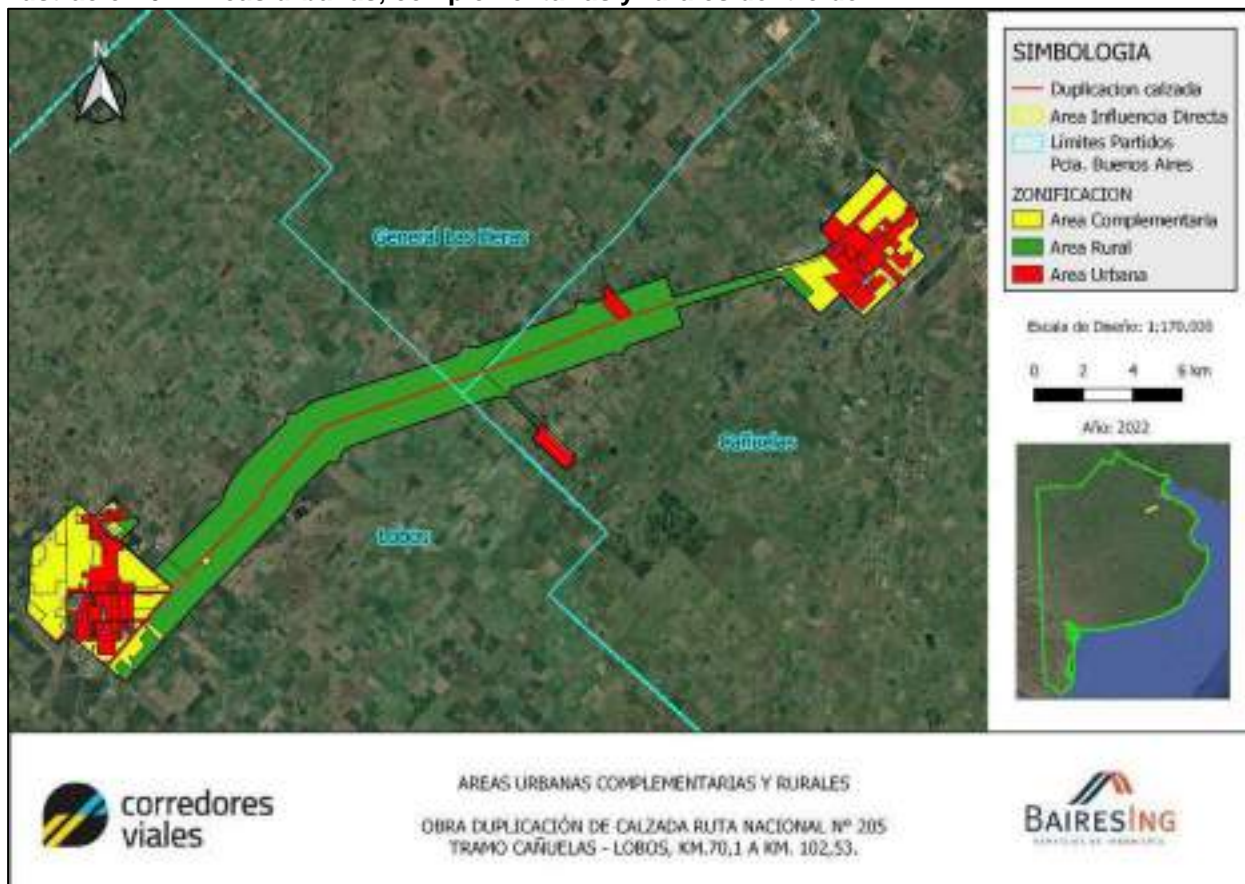 N
General Las Heras
Cañuelas
Lobos
SIMBOLOGIA
Duplicacion calzada
Area Influencia Directa
Límites Partidos
Pcia. Buenos Aires
ZONIFICACION
Area Complementaria
Area Rural
Area Urbana
Escala de Diseño: 1:170.000
0 2 4 6 km
Año: 2022
corredores
viales
AREAS URBANAS COMPLEMENTARIAS Y RURALES
OBRA DUPLICACIÓN DE CALZADA RUTA NACIONAL Nº 205
TRAMO CAÑUELAS - LOBOS, KM.70,1 A KM. 102,53.
BAIRESING